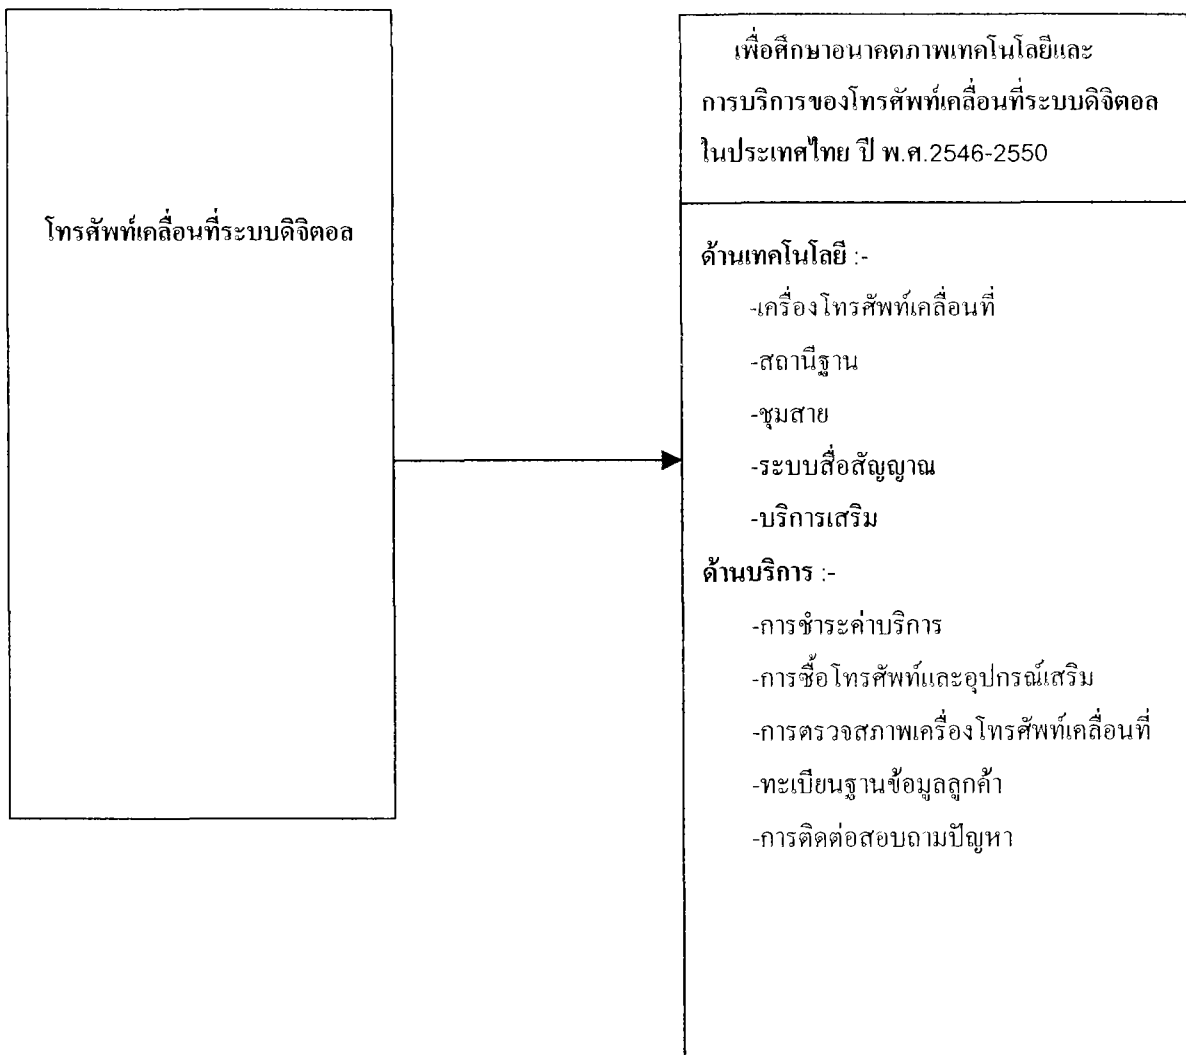 โทรศัพท์เคลื่อนที่ระบบดิจิตอล
เพื่อศึกษาอนาคตภาพเทคโนโลยีและ
การบริการของโทรศัพท์เคลื่อนที่ระบบดิจิตอล
ในประเทศไทย ปี พ.ศ.2546-2550
ด้านเทคโนโลยี :-
-เครื่องโทรศัพท์เคลื่อนที่
-สถานีฐาน
-ชุมสาย
-ระบบสื่อสัญญาณ
-บริการเสริม
ด้านบริการ :-
-การชำระค่าบริการ
-การซื้อโทรศัพท์และอุปกรณ์เสริม
-การตรวจสภาพเครื่องโทรศัพท์เคลื่อนที่
-ทะเบียนฐานข้อมูลลูกค้า
-การติดต่อสอบถามปัญหา